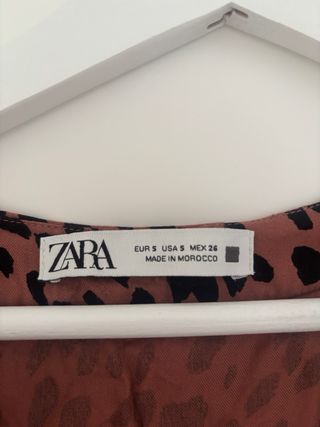 ZARA
EUR S USA S MEX 26
MADE IN MOROCCO